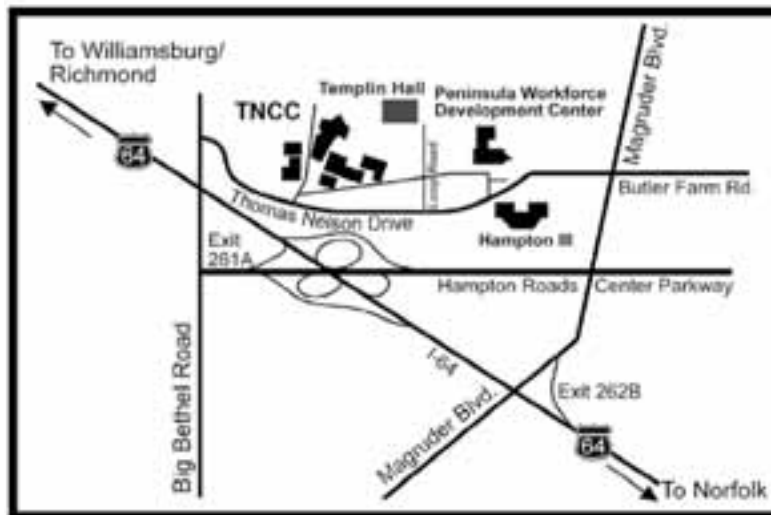 To Williamsburg/
Richmond
64
TNCC
Templin Hall
Peninsula Workforce
Development Center
Magruder Blvd.
Loop Road
Butler Farm Rd.
Thomas Nelson Drive
Hampton III
Exit
261A
Hampton Roads Center Parkway
Big Bethel Road
I-64
Magruder Blvd.
Exit 262B
64
To Norfolk